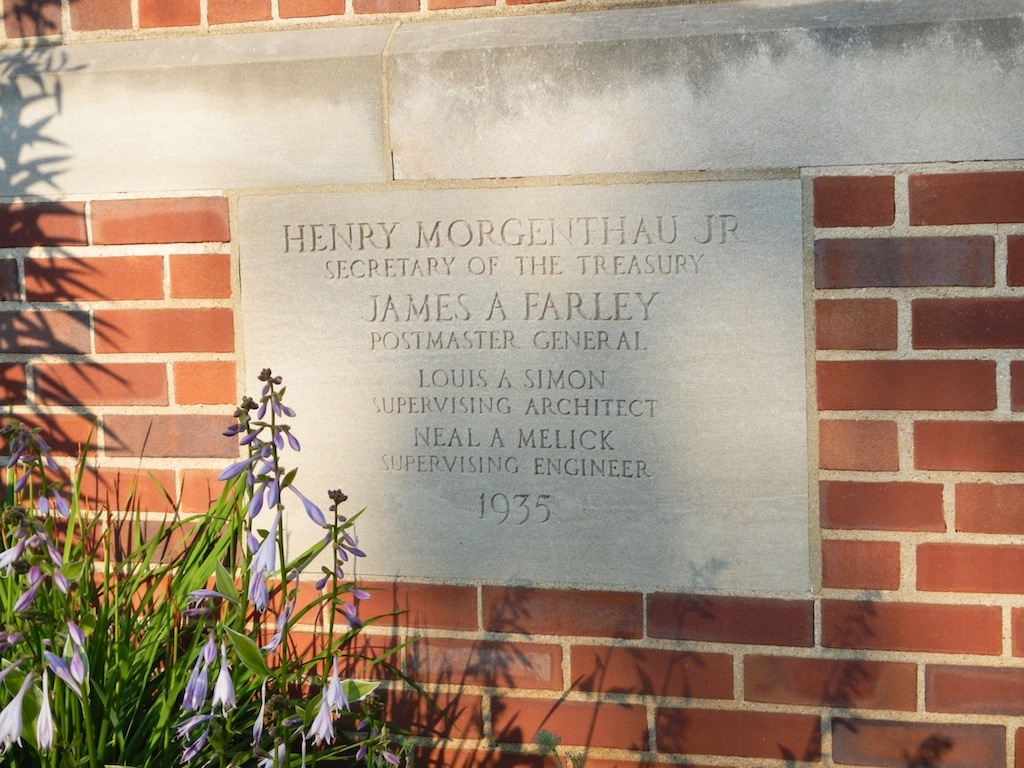 HENRY MORGENTHAU JR
SECRETARY OF THE TREASURY
JAMES A FARLEY
POSTMASTER GENERAL
LOUIS A SIMON
SUPERVISING ARCHITECT
NEAL A MELICK
SUPERVISING ENGINEER
1935